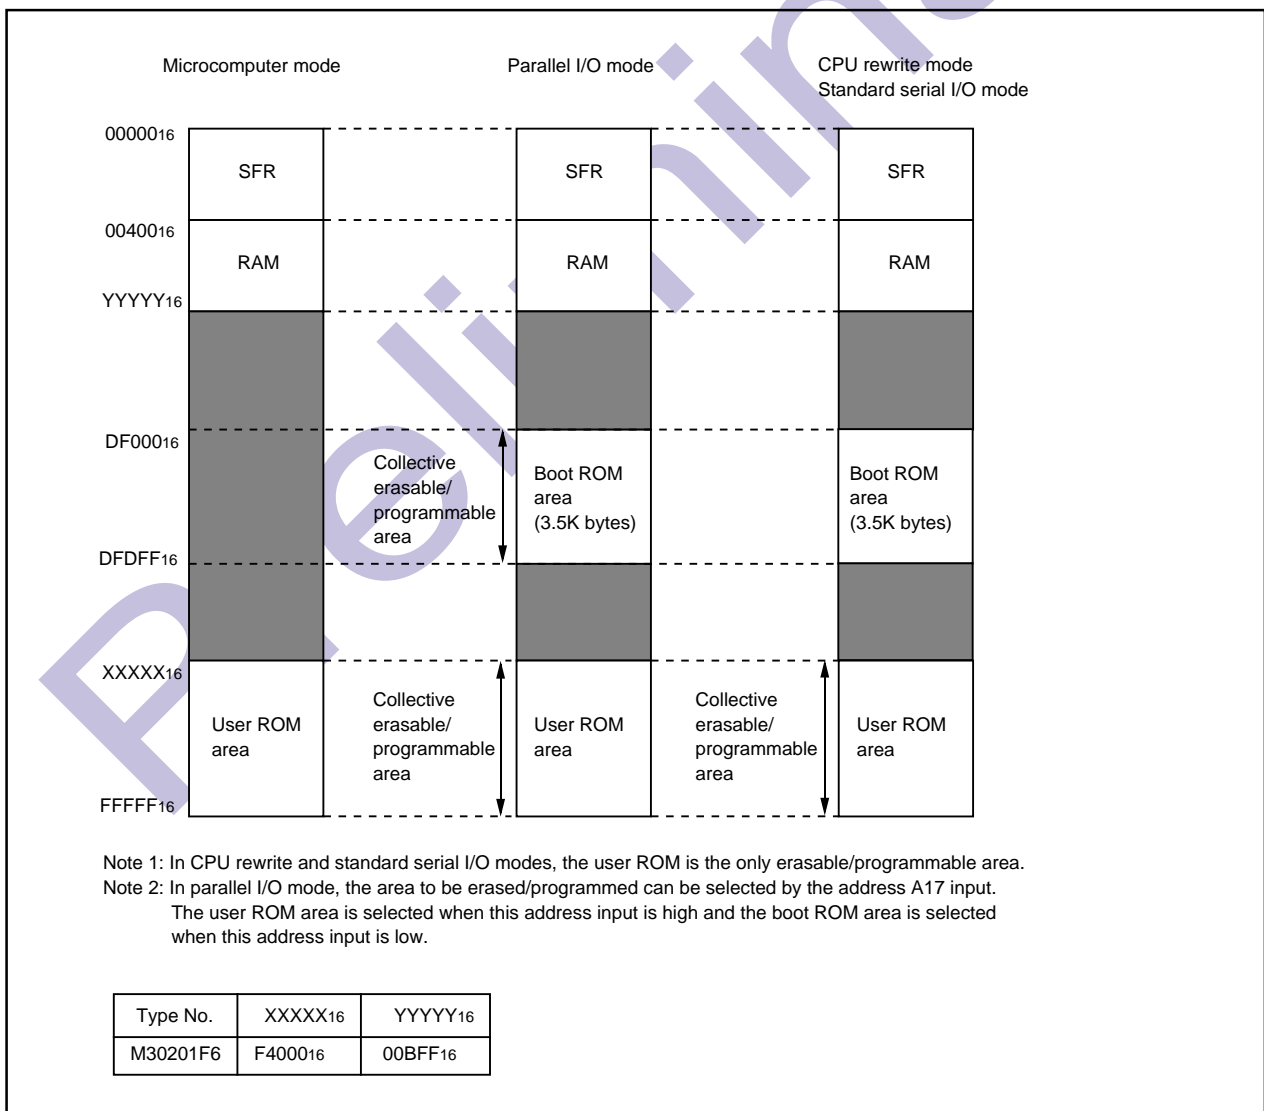 Microcomputer mode
Parallel I/O mode
CPU rewrite mode
Standard serial I/O mode
0000016
SFR
SFR
SFR
0040016
RAM
RAM
RAM
YYYYY16
DF00016
Collective
erasable/
programmable
area
Boot ROM
area
(3.5K bytes)
Boot ROM
area
(3.5K bytes)
DFDFF16
XXXXX16
User ROM
area
Collective
erasable/
programmable
area
User ROM
area
Collective
erasable/
programmable
area
User ROM
area
FFFFF16
Note 1: In CPU rewrite and standard serial I/O modes, the user ROM is the only erasable/programmable area.
Note 2: In parallel I/O mode, the area to be erased/programmed can be selected by the address A17 input.
The user ROM area is selected when this address input is high and the boot ROM area is selected
when this address input is low.
Type No. XXXXX16 YYYYY16
M30201F6 F400016 00BFF16
Prelimin